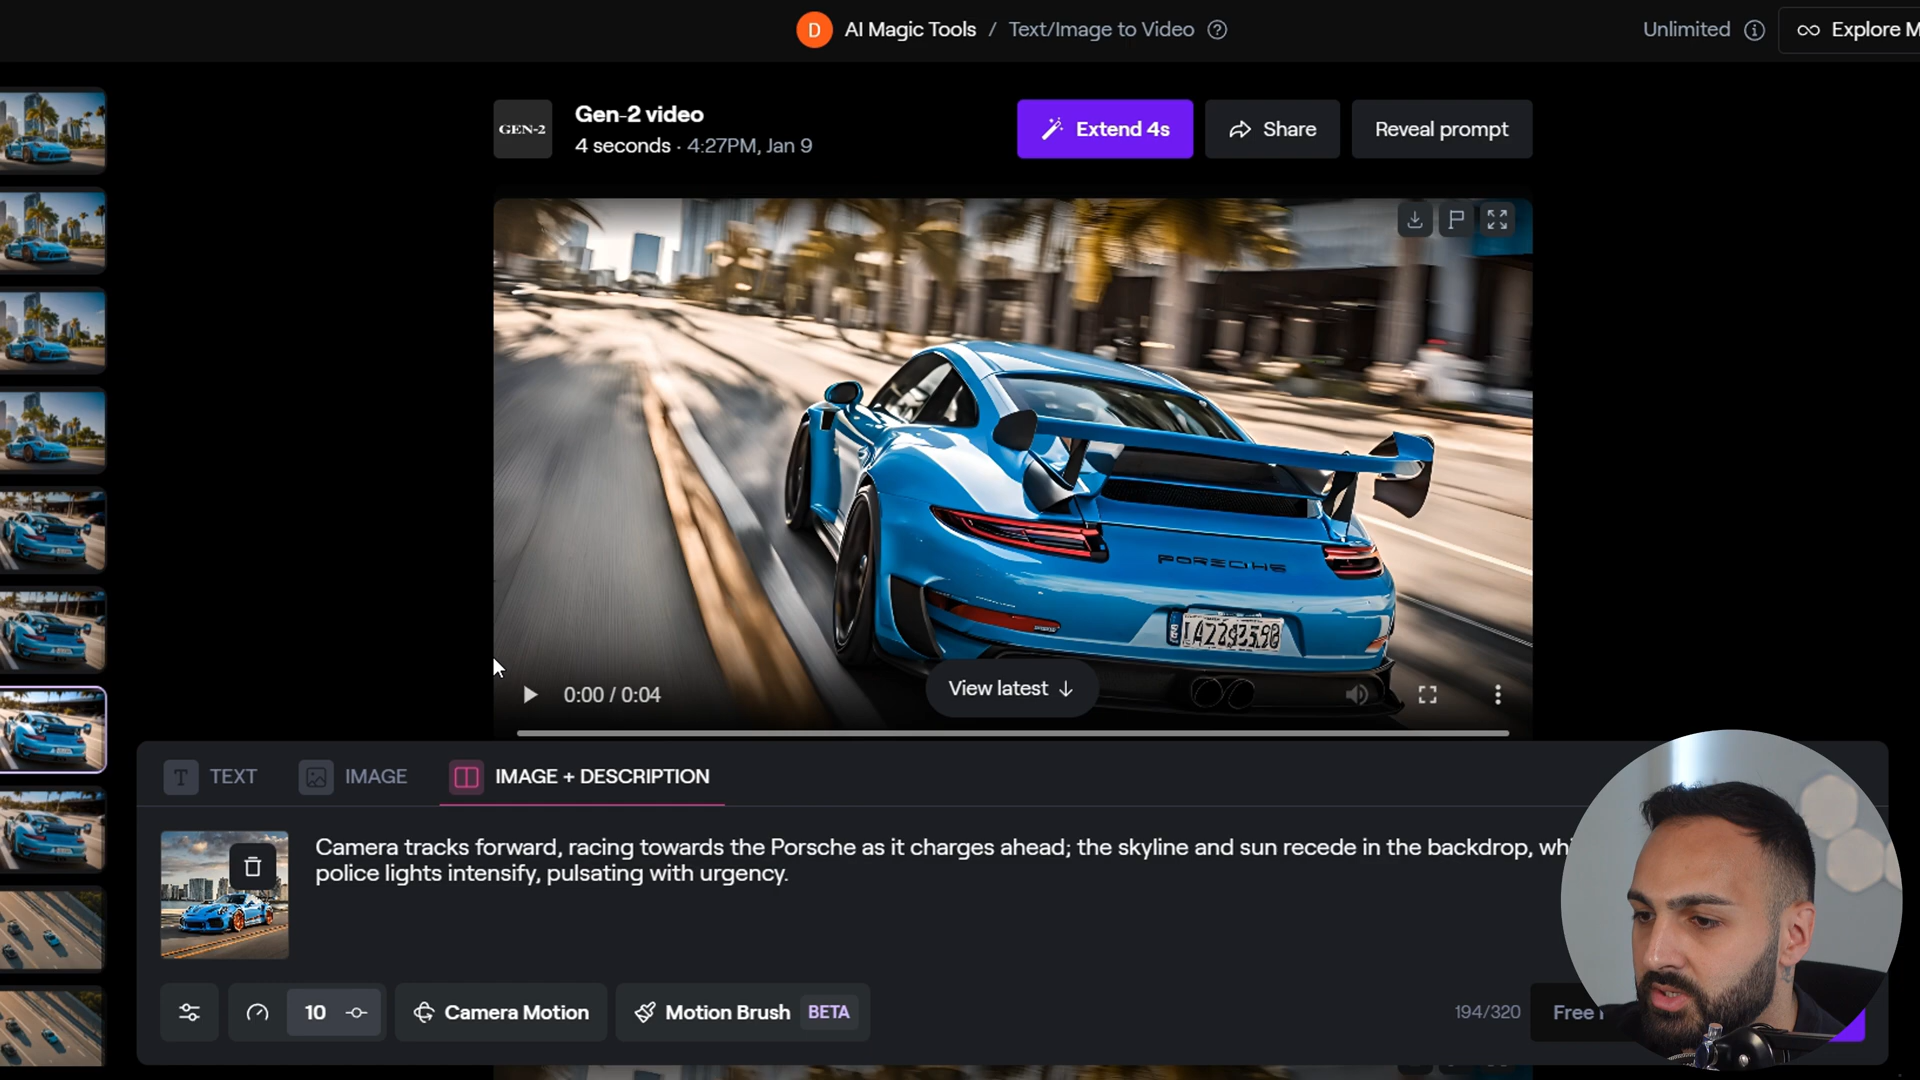 D AI Magic Tools / Text/Image to Video ?
Unlimited
Explore M
GEN-2
Gen-2 video
4 seconds · 4:27PM, Jan 9
Extend 4s
Share
Reveal prompt
PORSCHE
0:00 / 0:04
View latest ↓
T TEXT
IMAGE
IMAGE + DESCRIPTION
Camera tracks forward, racing towards the Porsche as it charges ahead; the skyline and sun recede in the backdrop, whi
police lights intensify, pulsating with urgency.
10
Camera Motion
Motion Brush BETA
194/320
Free